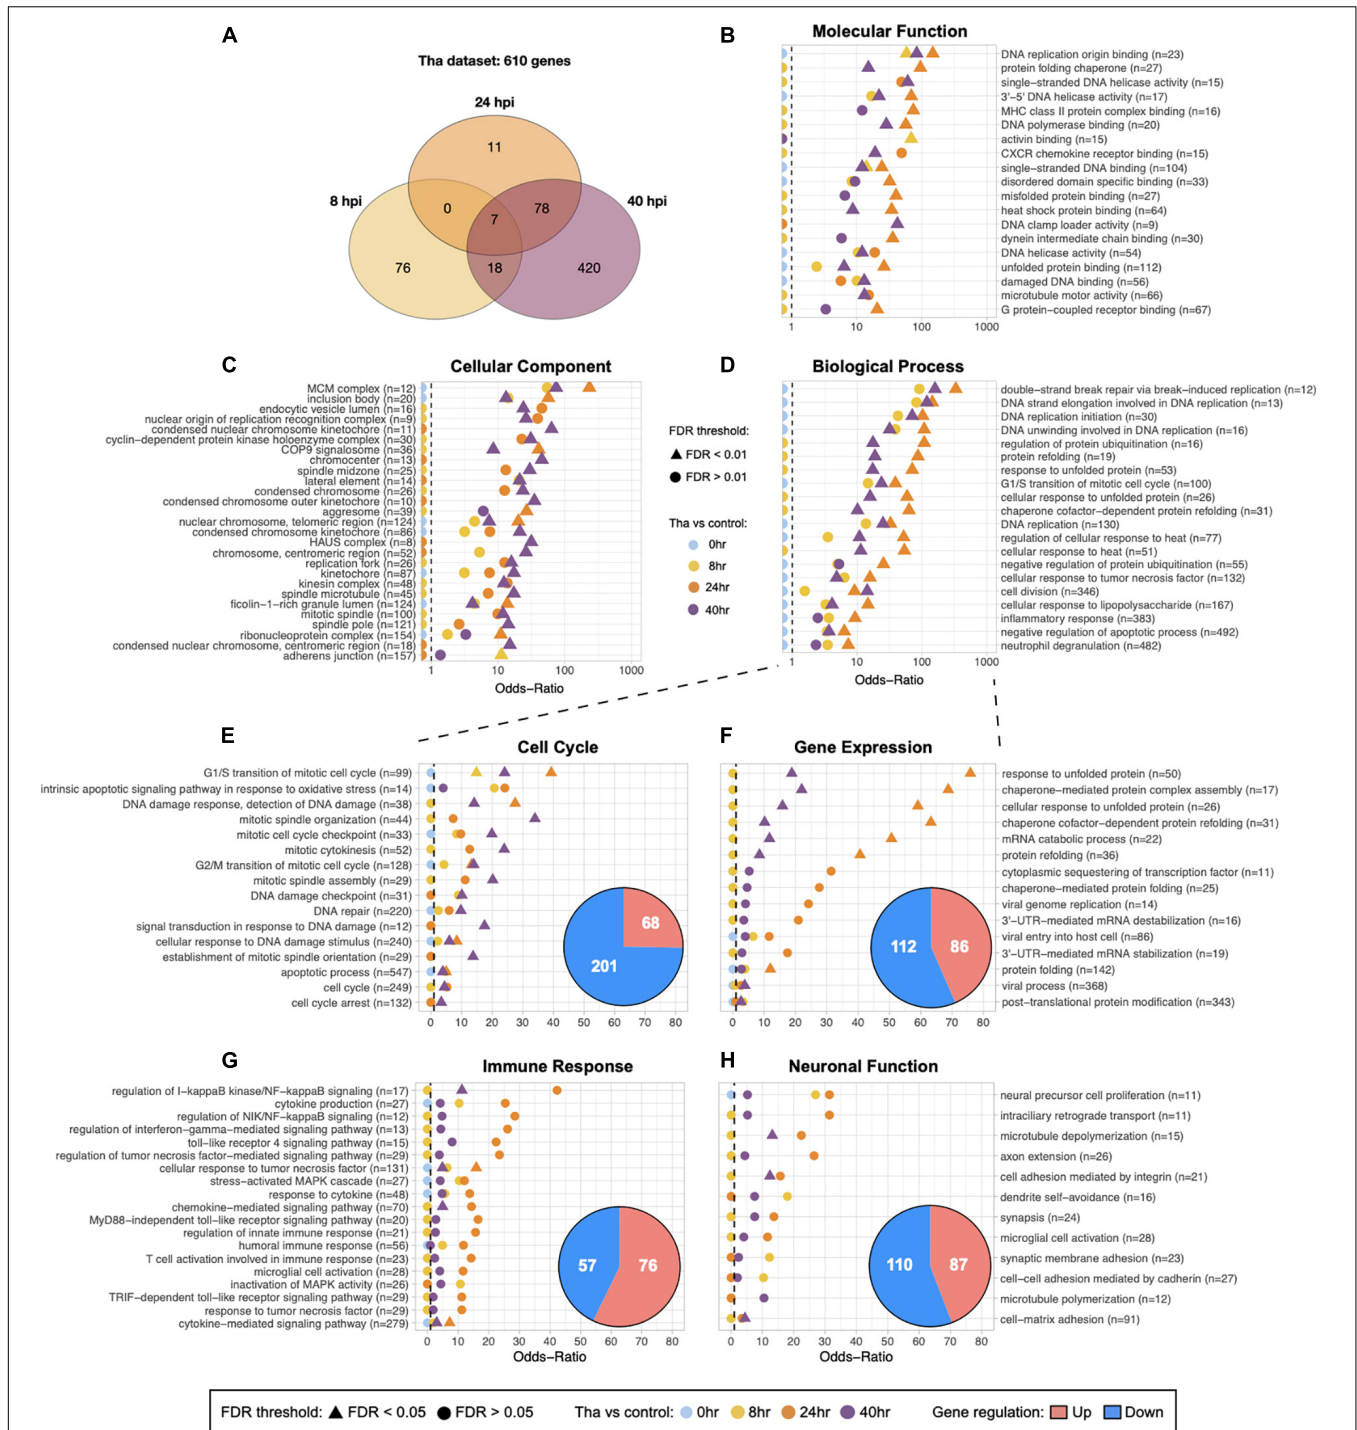 A
Tha dataset: 610 genes
24 hpi
11
8 hpi
40 hpi
0
7
78
76
18
420
B
Molecular Function
DNA replication origin binding (n=23)
protein folding chaperone (n=27)
single−stranded DNA helicase activity (n=15)
3'−5' DNA helicase activity (n=17)
MHC class II protein complex binding (n=16)
DNA polymerase binding (n=20)
activin binding (n=15)
CXCR chemokine receptor binding (n=15)
single−stranded DNA binding (n=104)
disordered domain specific binding (n=33)
misfolded protein binding (n=27)
heat shock protein binding (n=64)
DNA clamp loader activity (n=9)
dynein intermediate chain binding (n=30)
DNA helicase activity (n=54)
unfolded protein binding (n=112)
damaged DNA binding (n=56)
microtubule motor activity (n=66)
G protein−coupled receptor binding (n=67)
1 10 100 1000
C
Cellular Component
MCM complex (n=12)
inclusion body (n=20)
endocytic vesicle lumen (n=16)
nuclear origin of replication recognition complex (n=9)
condensed nuclear chromosome kinetochore (n=11)
cyclin−dependent protein kinase holoenzyme complex (n=30)
COP9 signalosome (n=36)
chromocenter (n=13)
spindle midzone (n=25)
lateral element (n=14)
condensed chromosome (n=26)
condensed chromosome outer kinetochore (n=10)
aggresome (n=39)
nuclear chromosome, telomeric region (n=124)
condensed chromosome kinetochore (n=86)
HAUS complex (n=8)
chromosome, centromeric region (n=52)
replication fork (n=26)
kinetochore (n=87)
kinesin complex (n=48)
spindle microtubule (n=45)
ficolin−1−rich granule lumen (n=124)
mitotic spindle (n=100)
spindle pole (n=121)
ribonucleoprotein complex (n=154)
condensed nuclear chromosome, centromeric region (n=18)
adherens junction (n=157)
1 10 100 1000
Odds−Ratio
FDR threshold:
FDR < 0.01
FDR > 0.01
Tha vs control:
0hr
8hr
24hr
40hr
D
Biological Process
double−strand break repair via break−induced replication (n=12)
DNA strand elongation involved in DNA replication (n=13)
DNA replication initiation (n=30)
DNA unwinding involved in DNA replication (n=16)
regulation of protein ubiquitination (n=16)
protein refolding (n=19)
response to unfolded protein (n=53)
G1/S transition of mitotic cell cycle (n=100)
cellular response to unfolded protein (n=26)
chaperone cofactor−dependent protein refolding (n=31)
DNA replication (n=130)
regulation of cellular response to heat (n=77)
cellular response to heat (n=51)
negative regulation of protein ubiquitination (n=55)
cellular response to tumor necrosis factor (n=132)
cell division (n=346)
cellular response to lipopolysaccharide (n=167)
inflammatory response (n=383)
negative regulation of apoptotic process (n=492)
neutrophil degranulation (n=482)
1 10 100 1000
Odds−Ratio
E
Cell Cycle
G1/S transition of mitotic cell cycle (n=99)
intrinsic apoptotic signaling pathway in response to oxidative stress (n=14)
DNA damage response, detection of DNA damage (n=38)
mitotic spindle organization (n=44)
mitotic cell cycle checkpoint (n=33)
mitotic cytokinesis (n=52)
G2/M transition of mitotic cell cycle (n=128)
mitotic spindle assembly (n=29)
DNA damage checkpoint (n=31)
DNA repair (n=220)
signal transduction in response to DNA damage (n=12)
cellular response to DNA damage stimulus (n=240)
establishment of mitotic spindle orientation (n=29)
apoptotic process (n=547)
cell cycle (n=249)
cell cycle arrest (n=132)
68
201
0 10 20 30 40 50 60 70 80
F
Gene Expression
response to unfolded protein (n=50)
chaperone−mediated protein complex assembly (n=17)
cellular response to unfolded protein (n=26)
chaperone cofactor−dependent protein refolding (n=31)
mRNA catabolic process (n=22)
protein refolding (n=36)
cytoplasmic sequestering of transcription factor (n=11)
chaperone−mediated protein folding (n=25)
viral genome replication (n=14)
3'−UTR−mediated mRNA destabilization (n=16)
viral entry into host cell (n=86)
3'−UTR−mediated mRNA stabilization (n=19)
protein folding (n=142)
viral process (n=368)
post−translational protein modification (n=343)
112
86
0 10 20 30 40 50 60 70 80
G
Immune Response
regulation of I−kappaB kinase/NF−kappaB signaling (n=17)
cytokine production (n=27)
regulation of NIK/NF−kappaB signaling (n=12)
regulation of interferon−gamma−mediated signaling pathway (n=13)
toll−like receptor 4 signaling pathway (n=15)
regulation of tumor necrosis factor−mediated signaling pathway (n=29)
cellular response to tumor necrosis factor (n=131)
stress−activated MAPK cascade (n=27)
response to cytokine (n=48)
chemokine−mediated signaling pathway (n=70)
MyD88−independent toll−like receptor signaling pathway (n=20)
regulation of innate immune response (n=21)
humoral immune response (n=56)
T cell activation involved in immune response (n=23)
microglial cell activation (n=28)
inactivation of MAPK activity (n=26)
TRIF−dependent toll−like receptor signaling pathway (n=29)
response to tumor necrosis factor (n=29)
cytokine−mediated signaling pathway (n=279)
57
76
0 10 20 30 40 50 60 70 80
Odds−Ratio
H
Neuronal Function
neural precursor cell proliferation (n=11)
intraciliary retrograde transport (n=11)
microtubule depolymerization (n=15)
axon extension (n=26)
cell adhesion mediated by integrin (n=21)
dendrite self−avoidance (n=16)
synapsis (n=24)
microglial cell activation (n=28)
synaptic membrane adhesion (n=23)
cell−cell adhesion mediated by cadherin (n=27)
microtubule polymerization (n=12)
cell−matrix adhesion (n=91)
110
87
0 10 20 30 40 50 60 70 80
Odds−Ratio
FDR threshold: FDR < 0.05 FDR > 0.05 Tha vs control: 0hr 8hr 24hr 40hr Gene regulation: Up Down